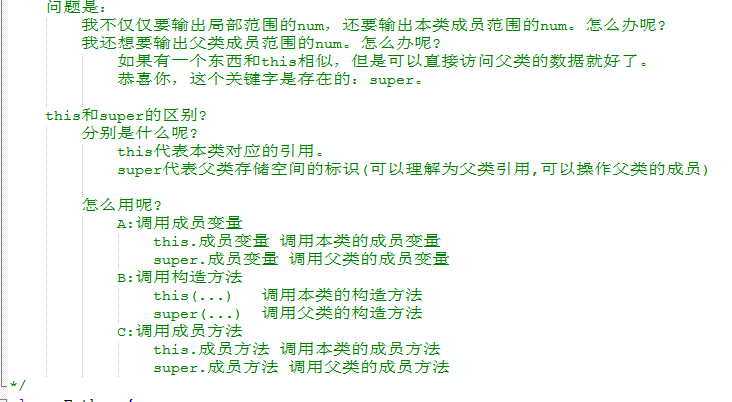 问题是：
我不仅仅要输出局部范围的num，还要输出本类成员范围的num。怎么办呢？
我还想要输出父类成员范围的num。怎么办呢？
如果有一个东西和this相似，但是可以直接访问父类的数据就好了。
恭喜你，这个关键字是存在的：super。
this和super的区别?
分别是什么呢?
this代表本类对应的引用。
super代表父类存储空间的标识(可以理解为父类引用,可以操作父类的成员)
怎么用呢?
A:调用成员变量
this.成员变量 调用本类的成员变量
super.成员变量 调用父类的成员变量
B:调用构造方法
this(...) 调用本类的构造方法
super(...) 调用父类的构造方法
C:调用成员方法
this.成员方法 调用本类的成员方法
super.成员方法 调用父类的成员方法
*/